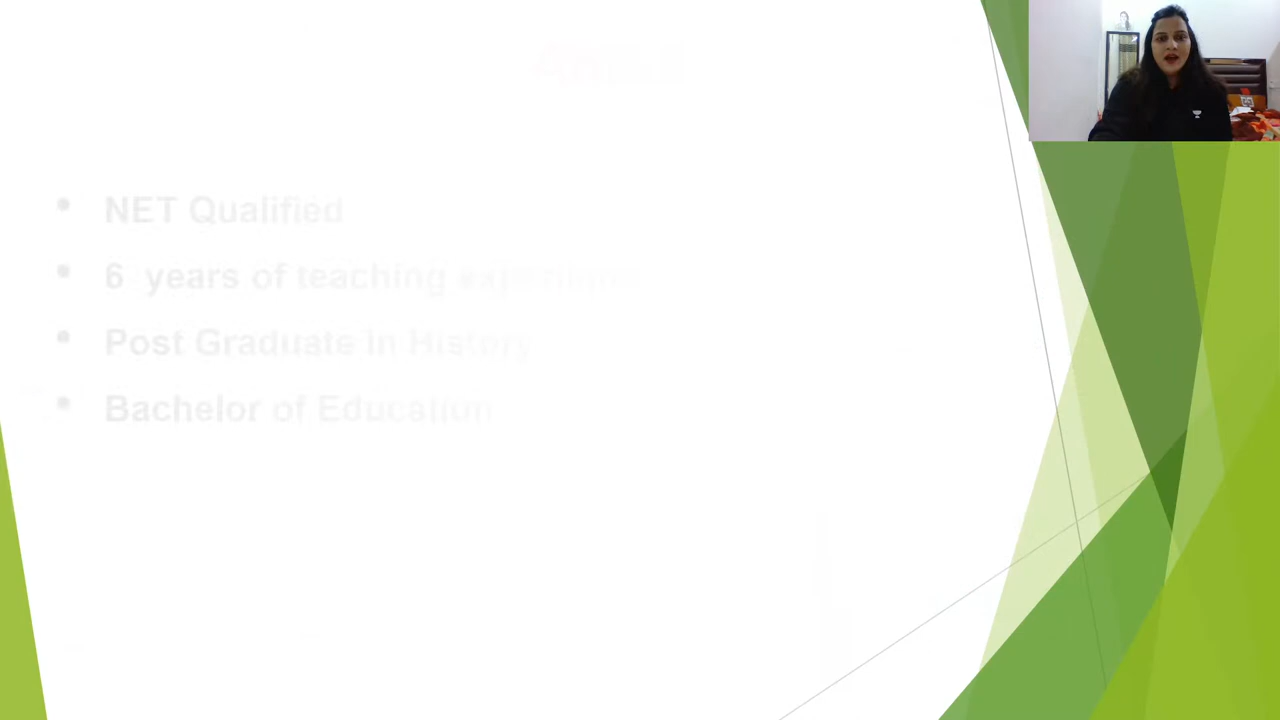 NET Qualified
6 years of teaching experience
Post Graduate in History
Bachelor of Education